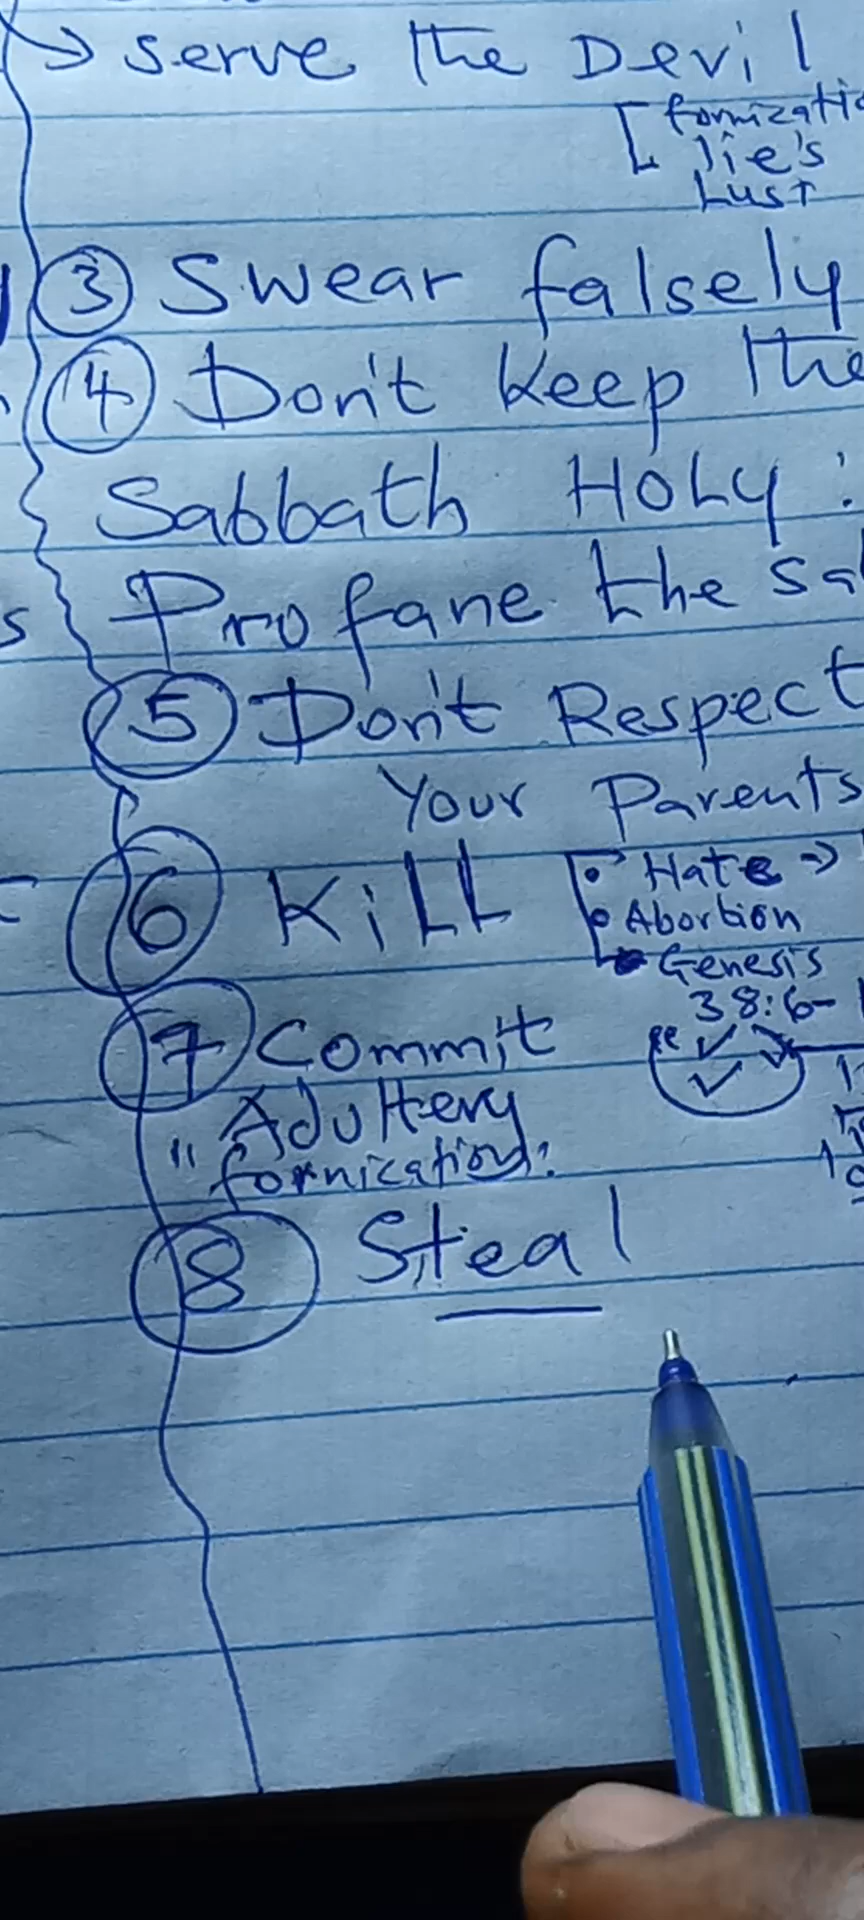 → Serve the Devil
[ fornizatio
lie's
Lust
③ Swear falsely
④ Don't Keep the
Sabbath HOLY :
Profane the Sa
⑤ Don't Respect
Your Parents
⑥ KiLL [ • Hate →
• Abortion
• Genesis
38:6-
⑦ Commit
Adultery
" fornication:
⑧ Steal